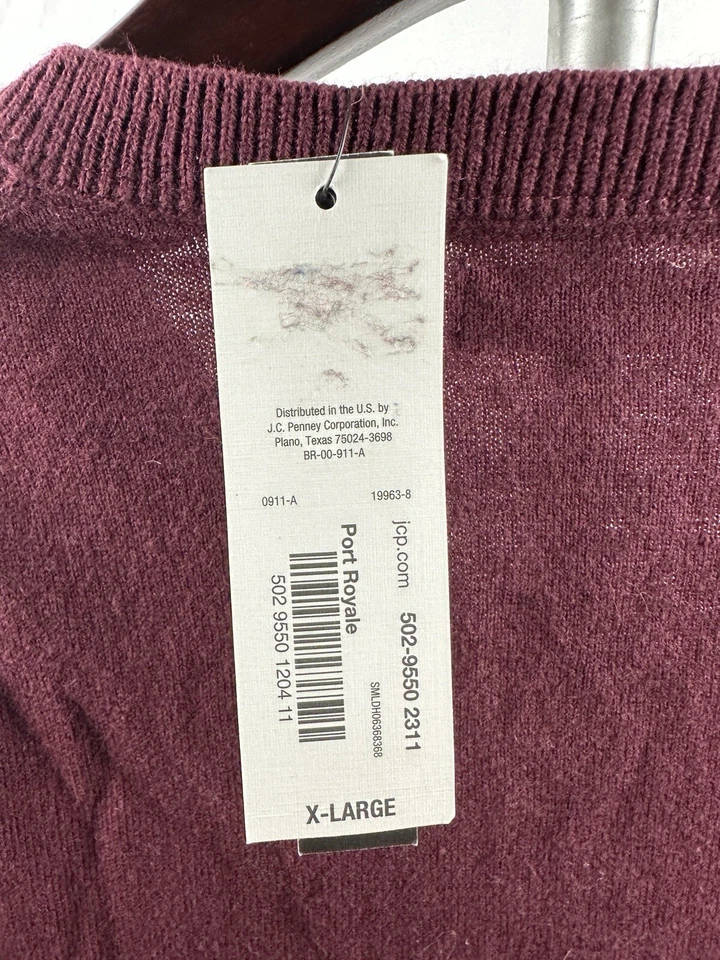 Distributed in the U.S. by
J.C. Penney Corporation, Inc.
Plano, Texas 75024-3698
BR-00-911-A
0911-A 19963-8
jcp.com 502-9550 2311
SMLDH06368368
Port Royale
502 9550 1204 11
X-LARGE